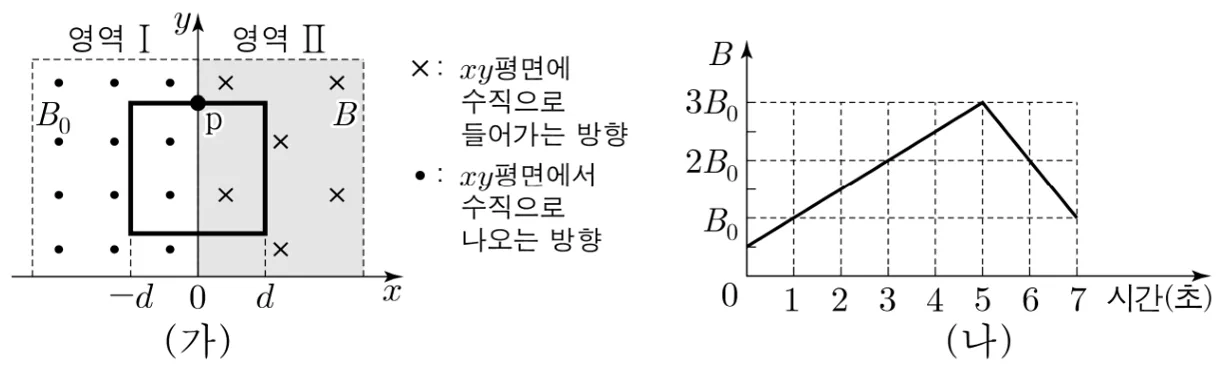 영역 Ⅰ
y
영역 Ⅱ
B₀
p
B
−d
0
d
x
(가)
× : xy평면에
수직으로
들어가는 방향
• : xy평면에서
수직으로
나오는 방향
B
3B₀
2B₀
B₀
0 1 2 3 4 5 6 7 시간(초)
(나)